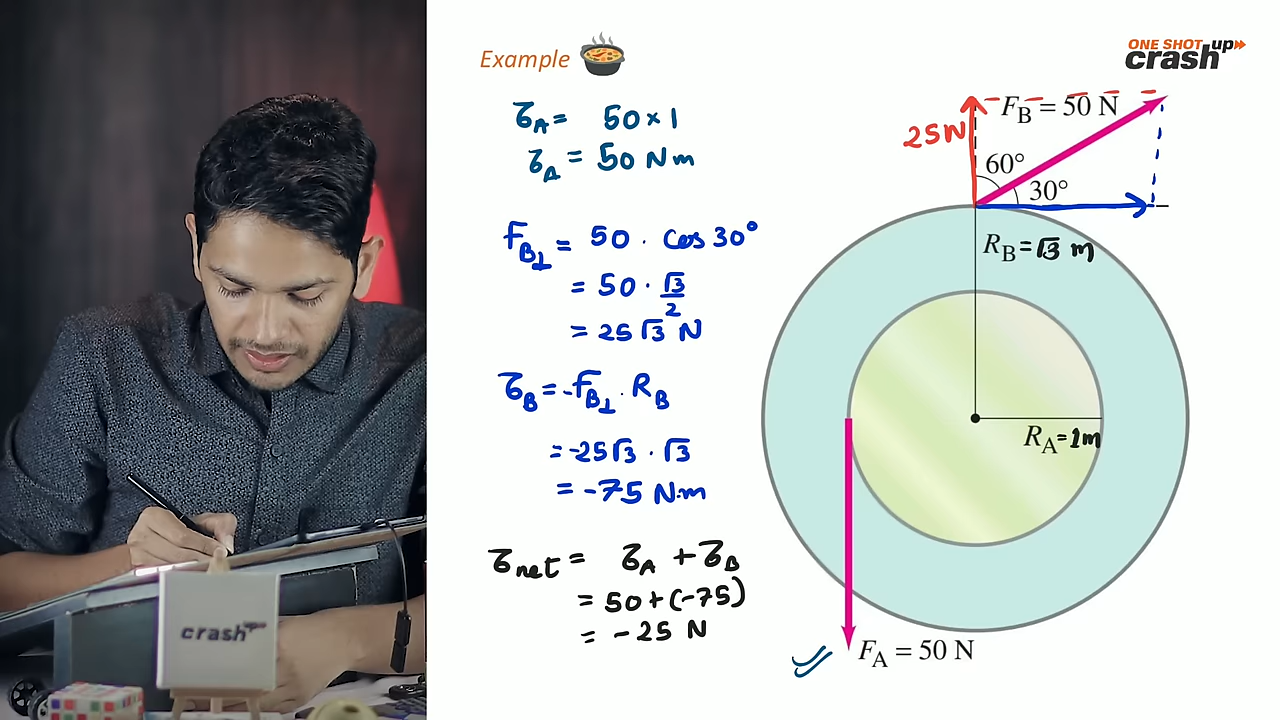 Example
ONE SHOT
crash up
τA = 50 × 1
τA = 50 Nm
FB⊥ = 50 · cos 30°
= 50 · √3/2
= 25√3 N
τB = -FB⊥ · RB
= -25√3 · √3
= -75 N·m
τnet = τA + τB
= 50 + (-75)
= -25 N
FB = 50 N
25N
60°
30°
RB = √3 m
RA = 1m
FA = 50 N
crash up